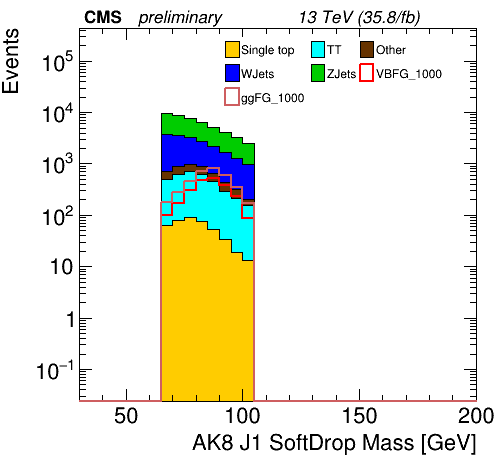 CMS preliminary 13 TeV (35.8/fb)
Events
Single top TT Other
WJets ZJets VBFG_1000
ggFG_1000
10^5
10^4
10^3
10^2
10
1
10^-1
50 100 150 200
AK8 J1 SoftDrop Mass [GeV]